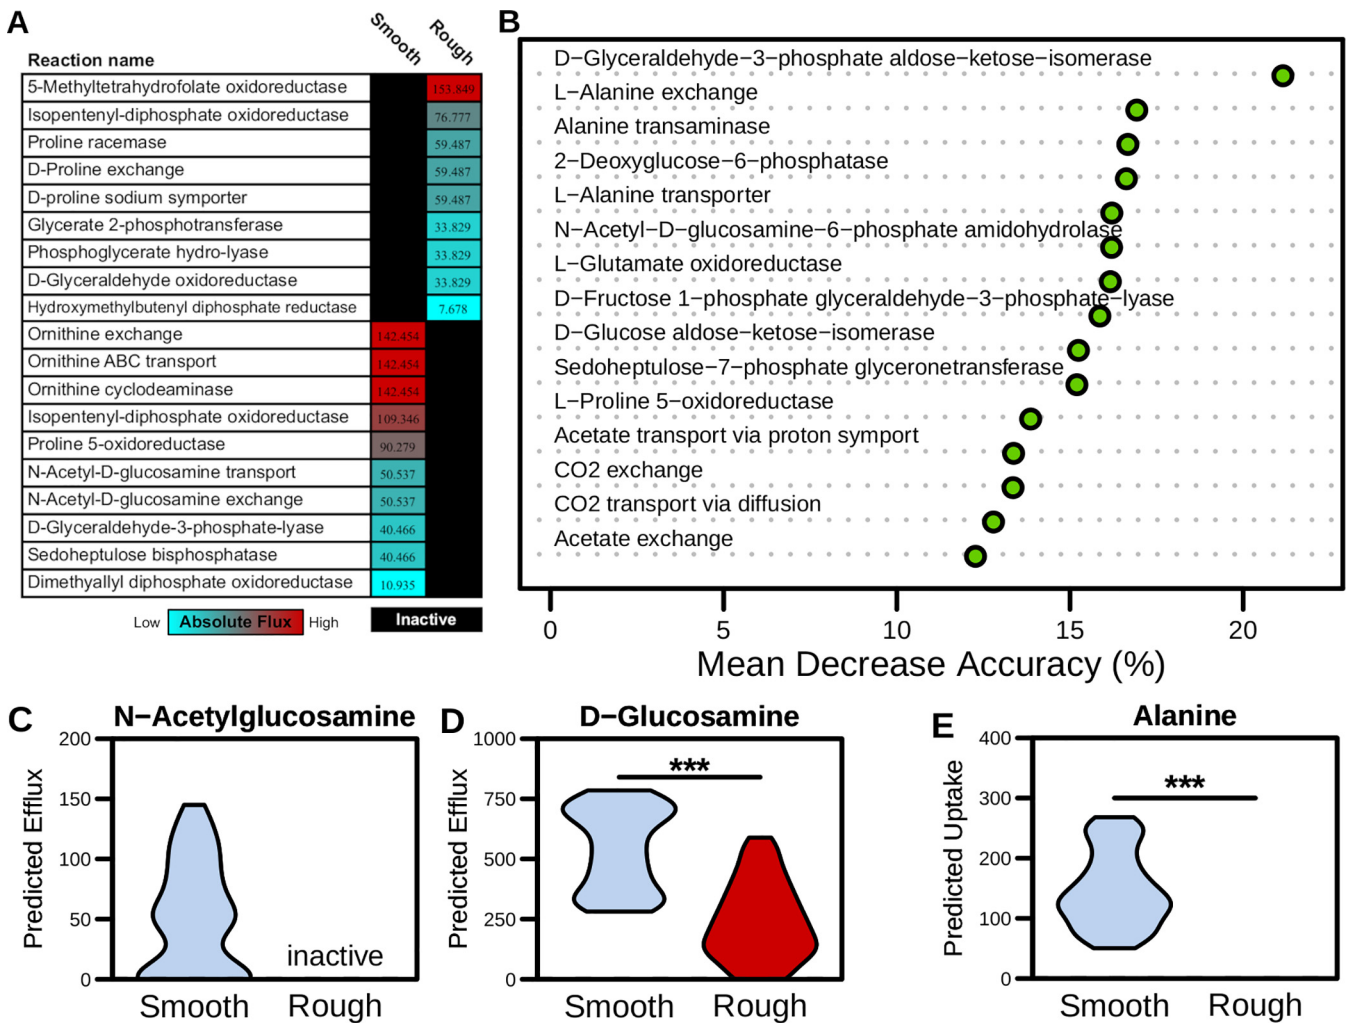 A
Smooth Rough
Reaction name
5-Methyltetrahydrofolate oxidoreductase 153.849
Isopentenyl-diphosphate oxidoreductase 76.777
Proline racemase 59.487
D-Proline exchange 59.487
D-proline sodium symporter 59.487
Glycerate 2-phosphotransferase 33.829
Phosphoglycerate hydro-lyase 33.829
D-Glyceraldehyde oxidoreductase 33.829
Hydroxymethylbutenyl diphosphate reductase 7.678
Ornithine exchange 142.454
Ornithine ABC transport 142.454
Ornithine cyclodeaminase 142.454
Isopentenyl-diphosphate oxidoreductase 109.346
Proline 5-oxidoreductase 90.279
N-Acetyl-D-glucosamine transport 50.537
N-Acetyl-D-glucosamine exchange 50.537
D-Glyceraldehyde-3-phosphate-lyase 40.466
Sedoheptulose bisphosphatase 40.466
Dimethyallyl diphosphate oxidoreductase 10.935
Low Absolute Flux High Inactive
B
D−Glyceraldehyde−3−phosphate aldose−ketose−isomerase
L−Alanine exchange
Alanine transaminase
2−Deoxyglucose−6−phosphatase
L−Alanine transporter
N−Acetyl−D−glucosamine−6−phosphate amidohydrolase
L−Glutamate oxidoreductase
D−Fructose 1−phosphate glyceraldehyde−3−phosphate−lyase
D−Glucose aldose−ketose−isomerase
Sedoheptulose−7−phosphate glyceronetransferase
L−Proline 5−oxidoreductase
Acetate transport via proton symport
CO2 exchange
CO2 transport via diffusion
Acetate exchange
0 5 10 15 20
Mean Decrease Accuracy (%)
C
N−Acetylglucosamine
Predicted Efflux
200
150
100
50
0
inactive
Smooth Rough
D
D−Glucosamine
Predicted Efflux
1000
750
500
250
0
***
Smooth Rough
E
Alanine
Predicted Uptake
400
300
200
100
0
***
Smooth Rough